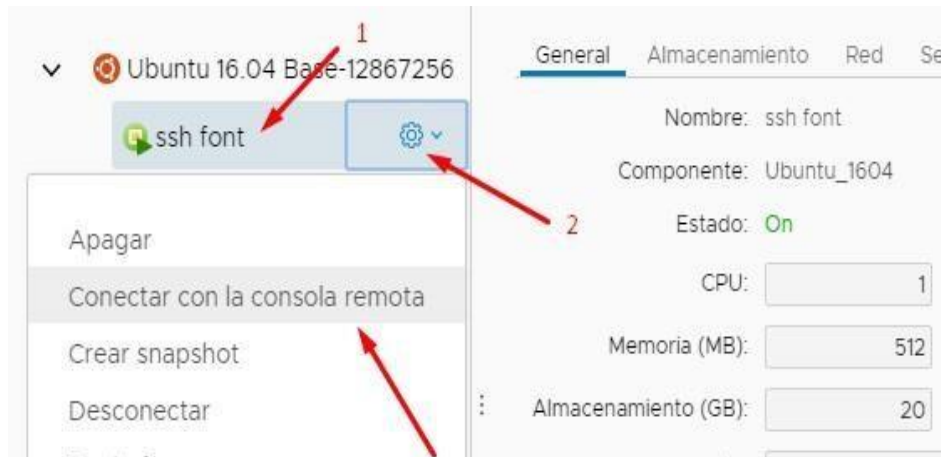 1
Ubuntu 16.04 Base-12867256
ssh font
2
Apagar
Conectar con la consola remota
Crear snapshot
Desconectar
General Almacenamiento Red
Nombre: ssh font
Componente: Ubuntu_1604
Estado: On
CPU: 1
Memoria (MB): 512
Almacenamiento (GB): 20